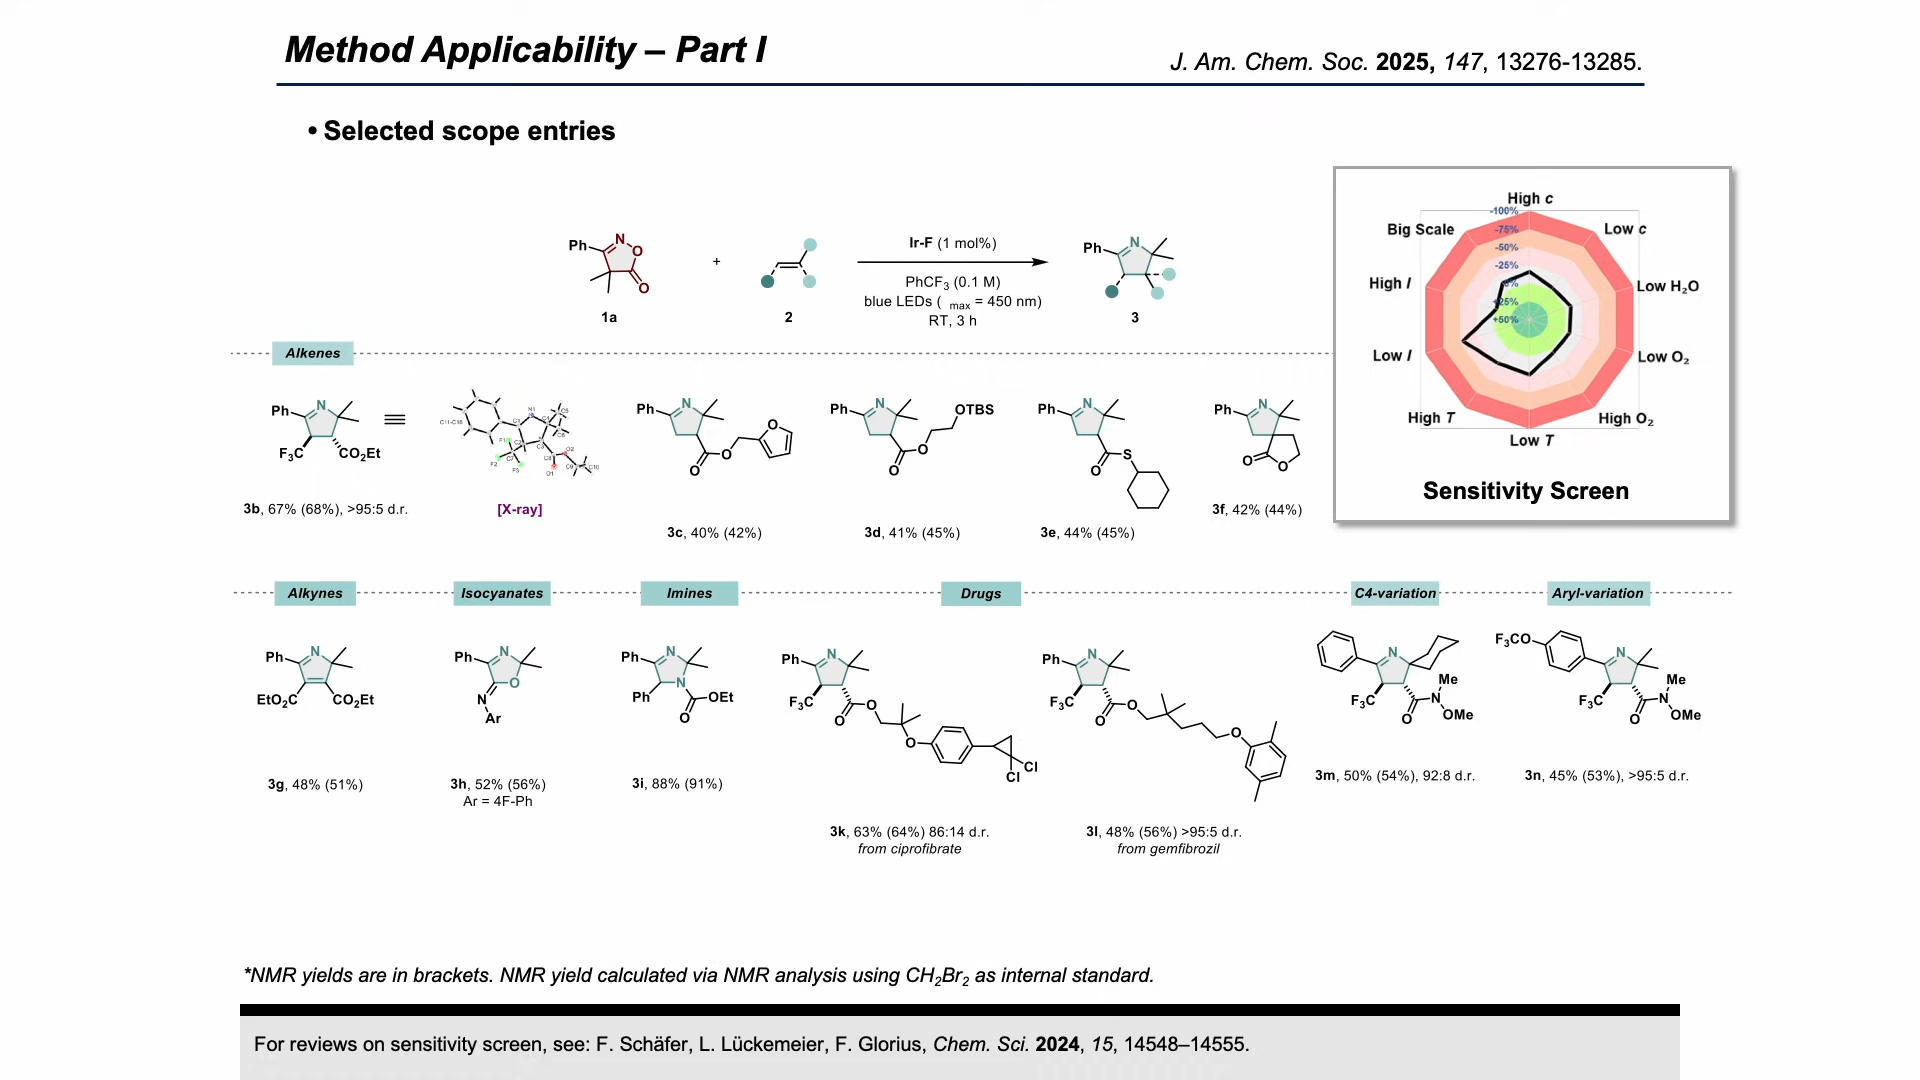 Method Applicability – Part I
J. Am. Chem. Soc. 2025, 147, 13276-13285.
• Selected scope entries
Ph N O O
1a
+
2
Ir-F (1 mol%)
PhCF3 (0.1 M)
blue LEDs ( max = 450 nm)
RT, 3 h
Ph N
3
High c
Low c
Low H2O
Low O2
High O2
Low T
High T
Low I
High I
Big Scale
-100%
-75%
-50%
-25%
+50%
Sensitivity Screen
Alkenes
Ph N F3C CO2Et
3b, 67% (68%), >95:5 d.r.
[X-ray]
Ph N O O O
3c, 40% (42%)
Ph N O O OTBS
3d, 41% (45%)
Ph N O S
3e, 44% (45%)
Ph N O O
3f, 42% (44%)
Alkynes
Isocyanates
Imines
Drugs
C4-variation
Aryl-variation
Ph N EtO2C CO2Et
3g, 48% (51%)
Ph N O N Ar
3h, 52% (56%)
Ar = 4F-Ph
Ph N Ph N OEt O
3i, 88% (91%)
Ph N F3C O O O Cl Cl
3k, 63% (64%) 86:14 d.r.
from ciprofibrate
Ph N F3C O O O
3l, 48% (56%) >95:5 d.r.
from gemfibrozil
N F3C O N Me OMe
3m, 50% (54%), 92:8 d.r.
F3CO N F3C O N Me OMe
3n, 45% (53%), >95:5 d.r.
*NMR yields are in brackets. NMR yield calculated via NMR analysis using CH2Br2 as internal standard.
For reviews on sensitivity screen, see: F. Schäfer, L. Lückemeier, F. Glorius, Chem. Sci. 2024, 15, 14548–14555.